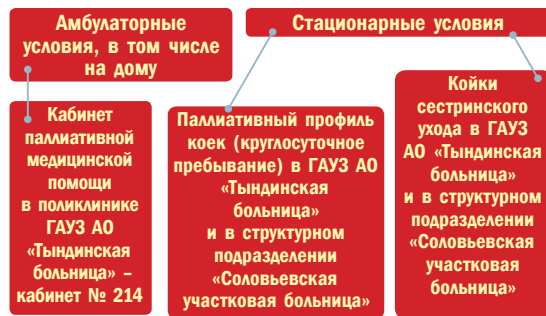 Амбулаторные
условия, в том числе
на дому
Стационарные условия
Кабинет
паллиативной
медицинской
помощи
в поликлинике
ГАУЗ АО
«Тындинская
больница» –
кабинет № 214
Паллиативный профиль
коек (круглосуточное
пребывание) в ГАУЗ АО
«Тындинская
больница»
и в структурном
подразделении
«Соловьевская
участковая больница»
Койки
сестринского
ухода в ГАУЗ
АО «Тындинская
больница»
и в структурном
подразделении
«Соловьевская
участковая
больница»